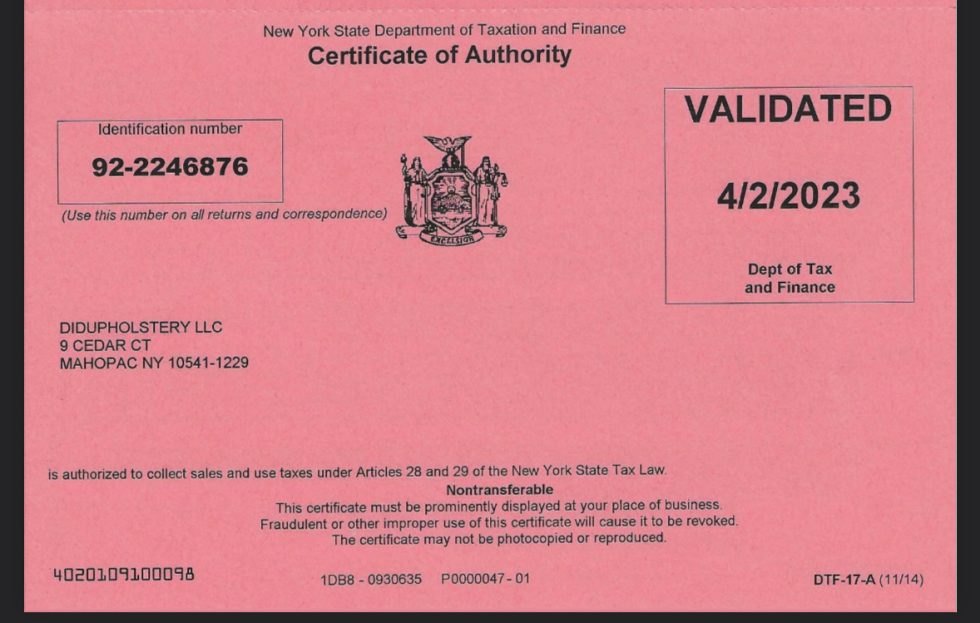 New York State Department of Taxation and Finance
Certificate of Authority
Identification number
92-2246876
(Use this number on all returns and correspondence)
EXCELSIOR
VALIDATED
4/2/2023
Dept of Tax
and Finance
DIDUPHOLSTERY LLC
9 CEDAR CT
MAHOPAC NY 10541-1229
is authorized to collect sales and use taxes under Articles 28 and 29 of the New York State Tax Law.
Nontransferable
This certificate must be prominently displayed at your place of business.
Fraudulent or other improper use of this certificate will cause it to be revoked.
The certificate may not be photocopied or reproduced.
4020109100098
1DB8 - 0930635 P0000047 - 01
DTF-17-A (11/14)